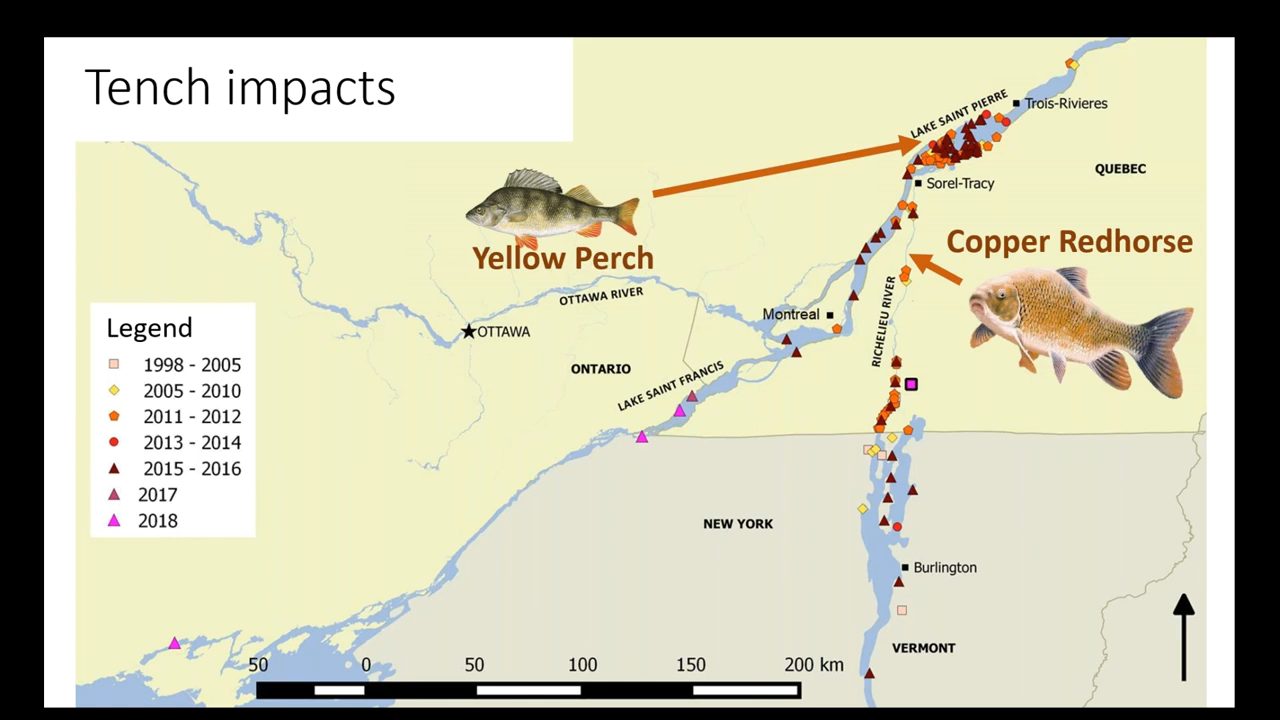 Tench impacts
LAKE SAINT PIERRE
Trois-Rivieres
QUEBEC
Sorel-Tracy
Yellow Perch
Copper Redhorse
OTTAWA RIVER
RICHELIEU RIVER
Montreal
OTTAWA
ONTARIO
LAKE SAINT FRANCIS
Legend
1998 - 2005
2005 - 2010
2011 - 2012
2013 - 2014
2015 - 2016
2017
2018
NEW YORK
Burlington
VERMONT
50 0 50 100 150 200 km